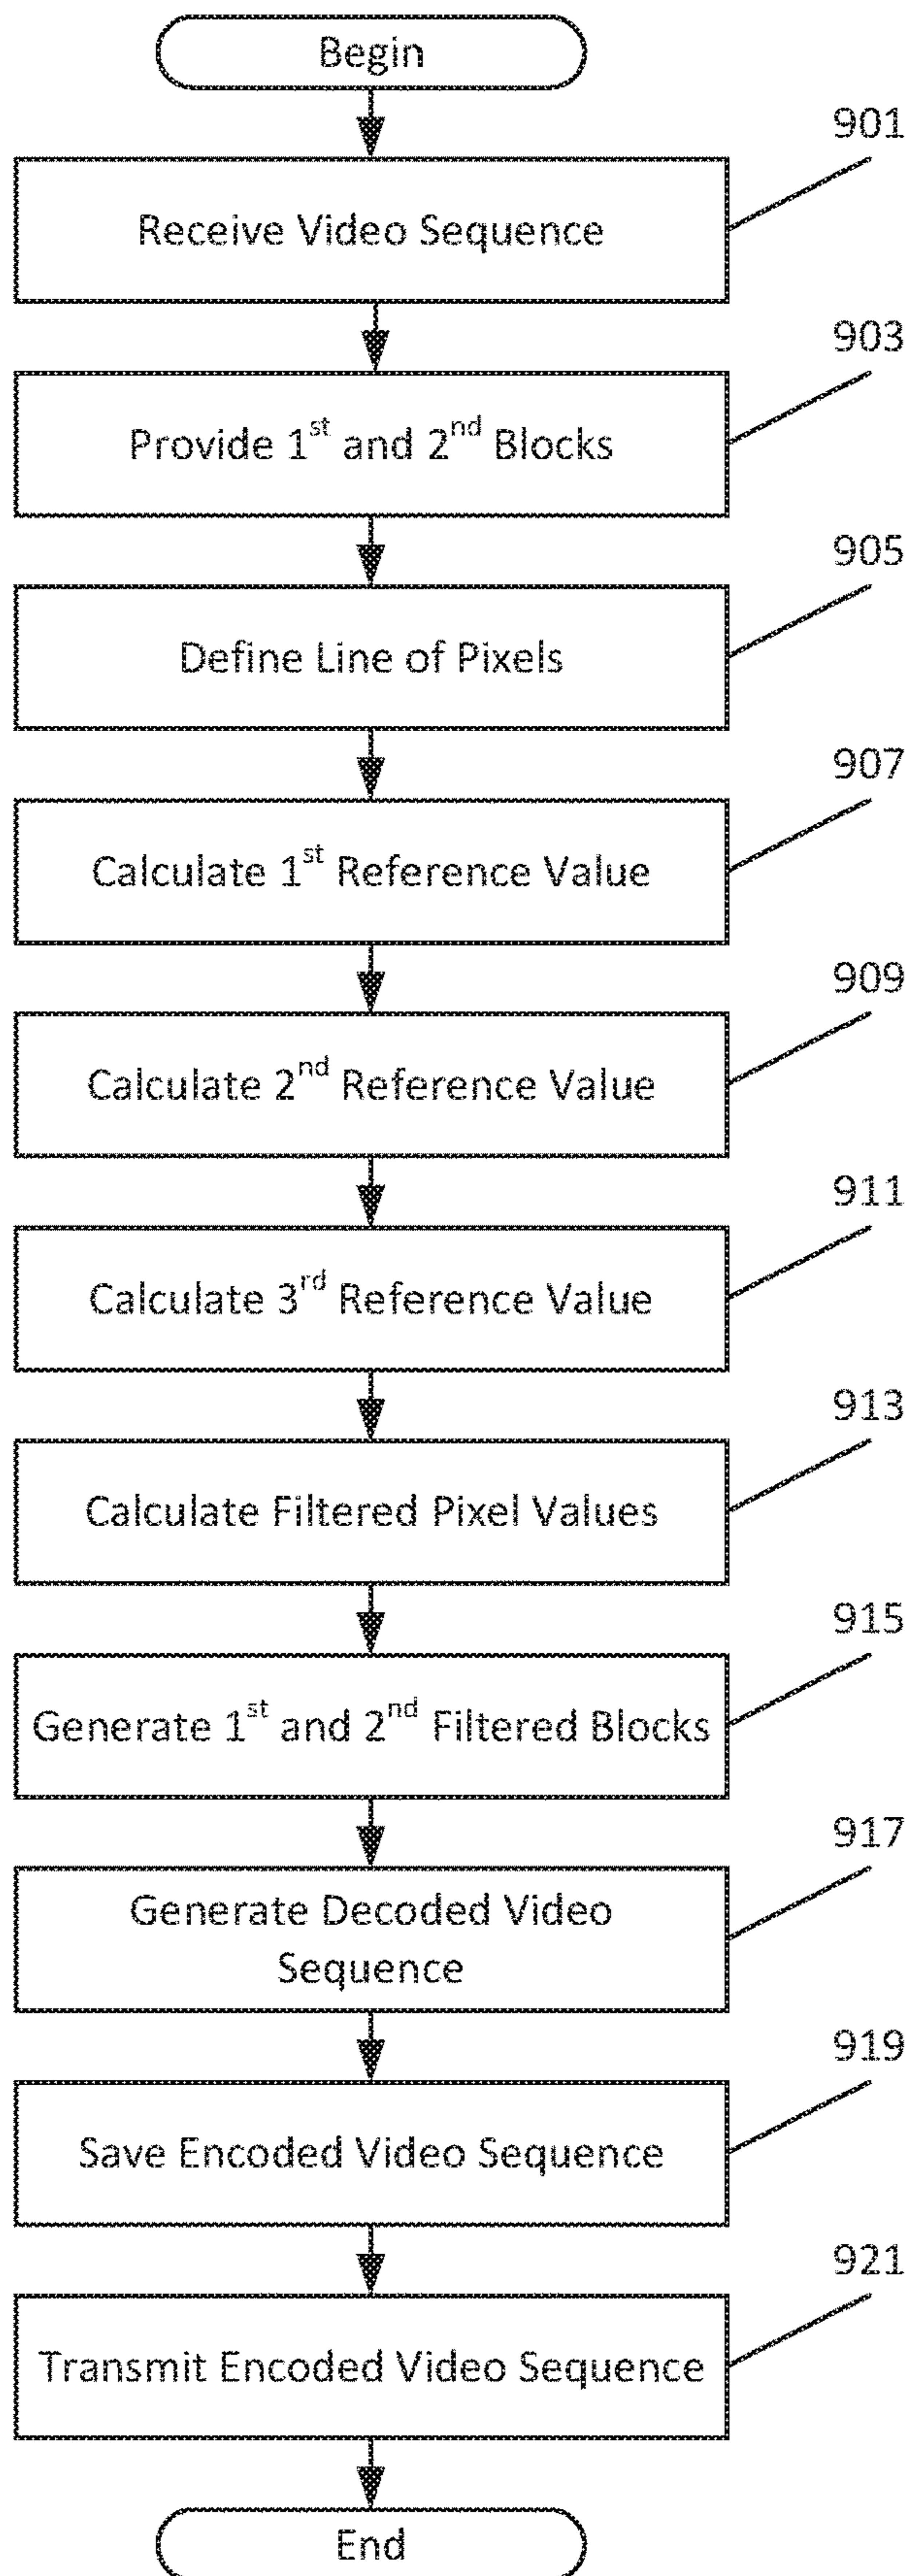 Begin
901
Receive Video Sequence
903
Provide 1st and 2nd Blocks
905
Define Line of Pixels
907
Calculate 1st Reference Value
909
Calculate 2nd Reference Value
911
Calculate 3rd Reference Value
913
Calculate Filtered Pixel Values
915
Generate 1st and 2nd Filtered Blocks
917
Generate Decoded Video
Sequence
919
Save Encoded Video Sequence
921
Transmit Encoded Video Sequence
End